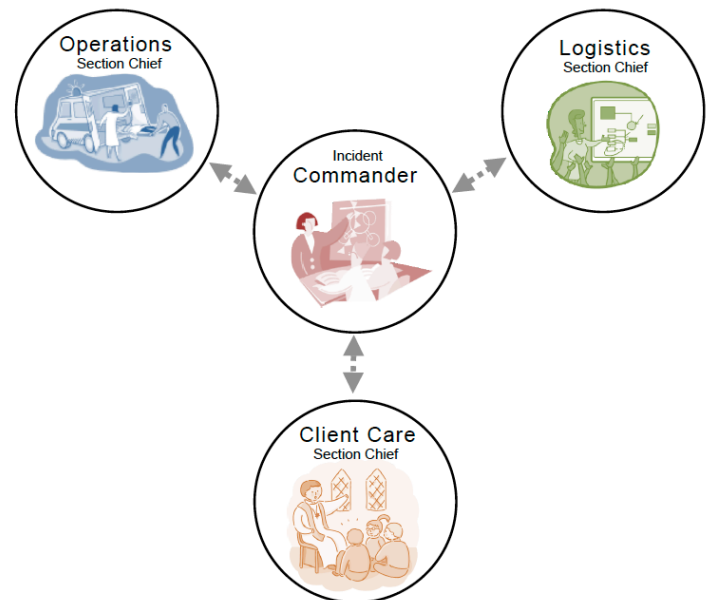 Operations
Section Chief
Logistics
Section Chief
Incident
Commander
Client Care
Section Chief